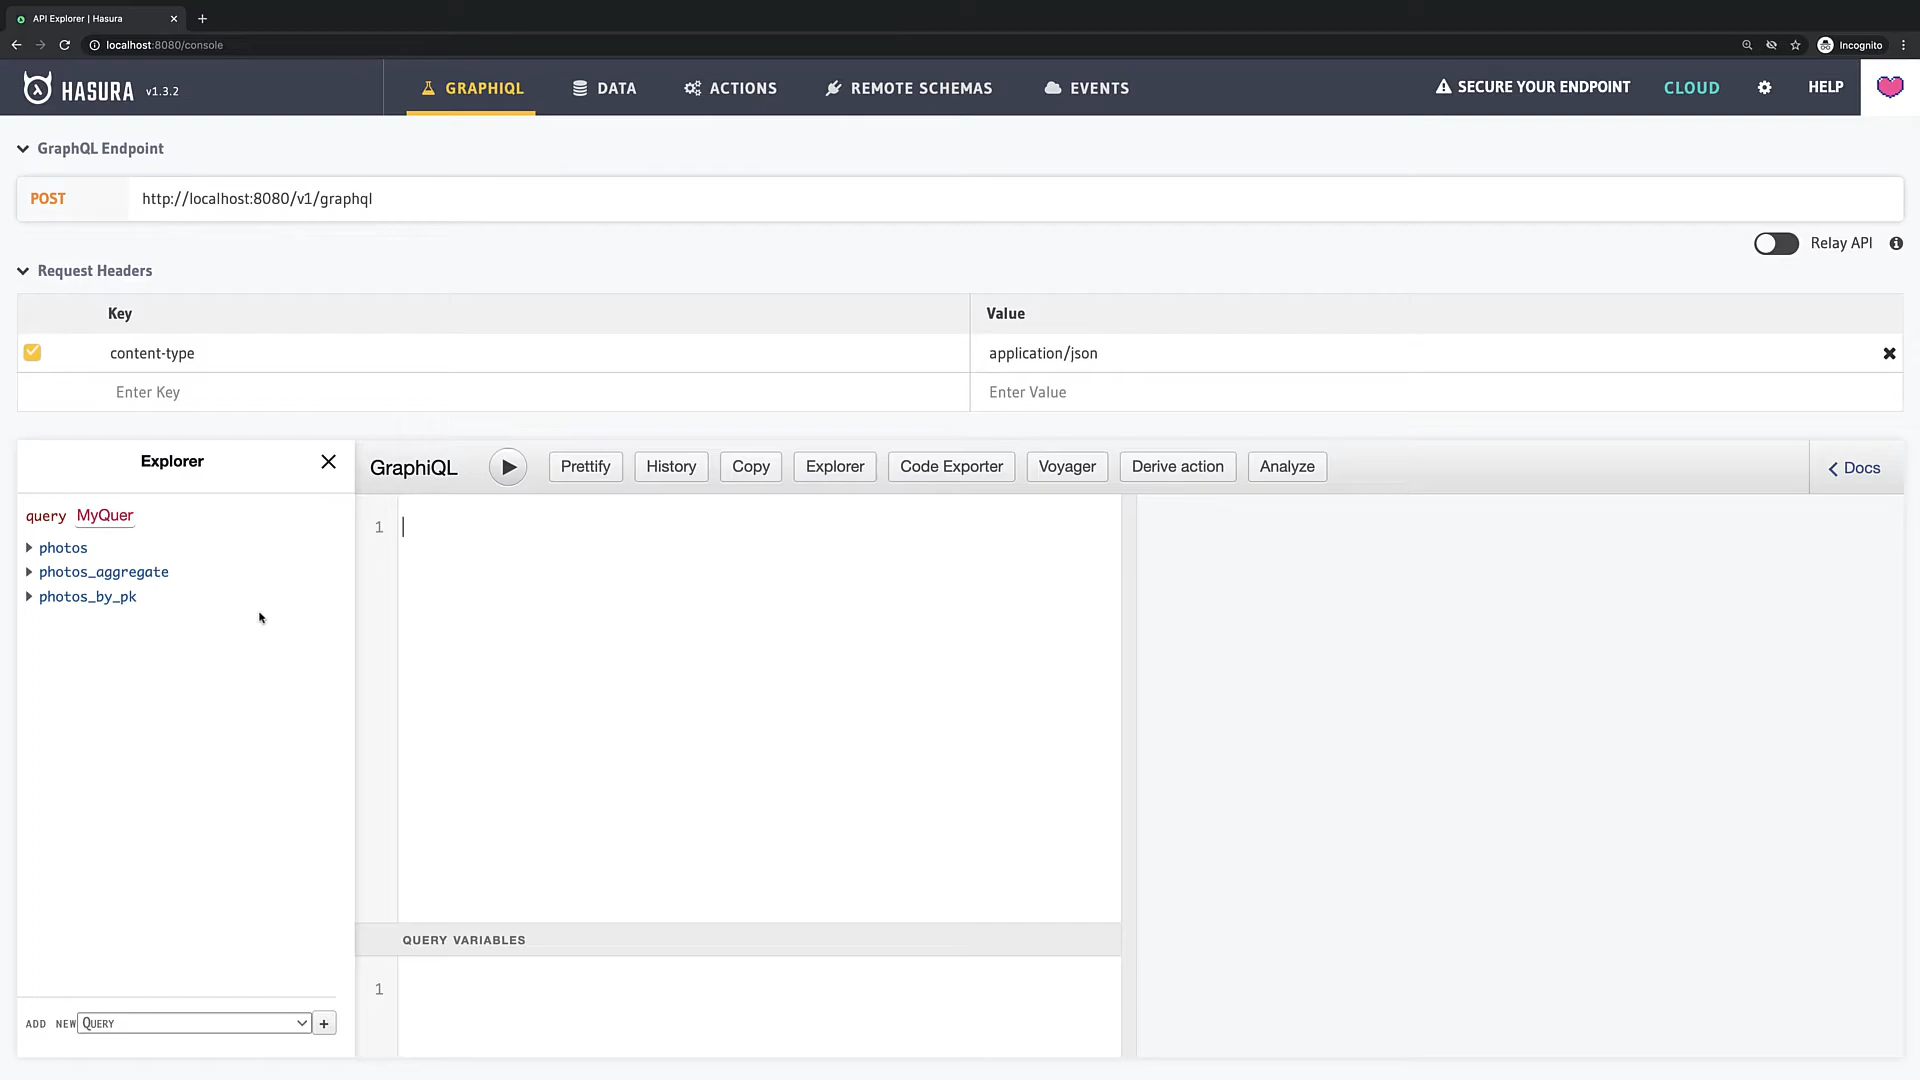 API Explorer | Hasura
localhost:8080/console
Incognito
HASURA v1.3.2
GRAPHIQL
DATA
ACTIONS
REMOTE SCHEMAS
EVENTS
SECURE YOUR ENDPOINT
CLOUD
HELP
GraphQL Endpoint
POST http://localhost:8080/v1/graphql
Relay API
Request Headers
Key Value
content-type application/json
Enter Key Enter Value
Explorer
GraphiQL
Prettify
History
Copy
Explorer
Code Exporter
Voyager
Derive action
Analyze
Docs
query MyQuer
photos
photos_aggregate
photos_by_pk
1
QUERY VARIABLES
1
ADD NEW QUERY +